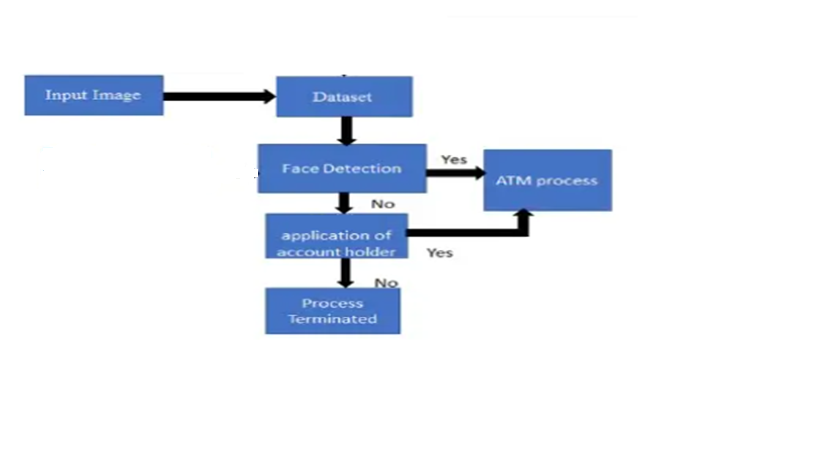 Input Image
Dataset
Face Detection
Yes
ATM process
No
application of
account holder
Yes
No
Process
Terminated